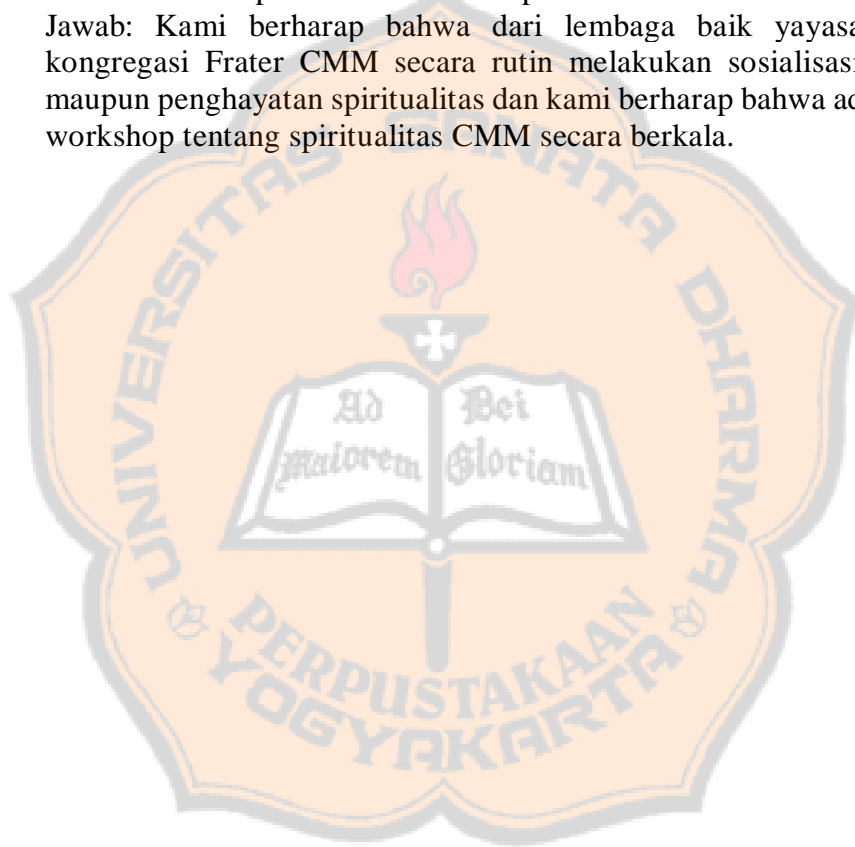 Jawab: Kami berharap bahwa dari lembaga baik yayasa
kongregasi Frater CMM secara rutin melakukan sosialisasi
maupun penghayatan spiritualitas dan kami berharap bahwa ad
workshop tentang spiritualitas CMM secara berkala.
UNIVERSITAS SANATA DHARMA
Ad Dei
maiorem Gloriam
PERPUSTAKAAN
YOGYAKARTA